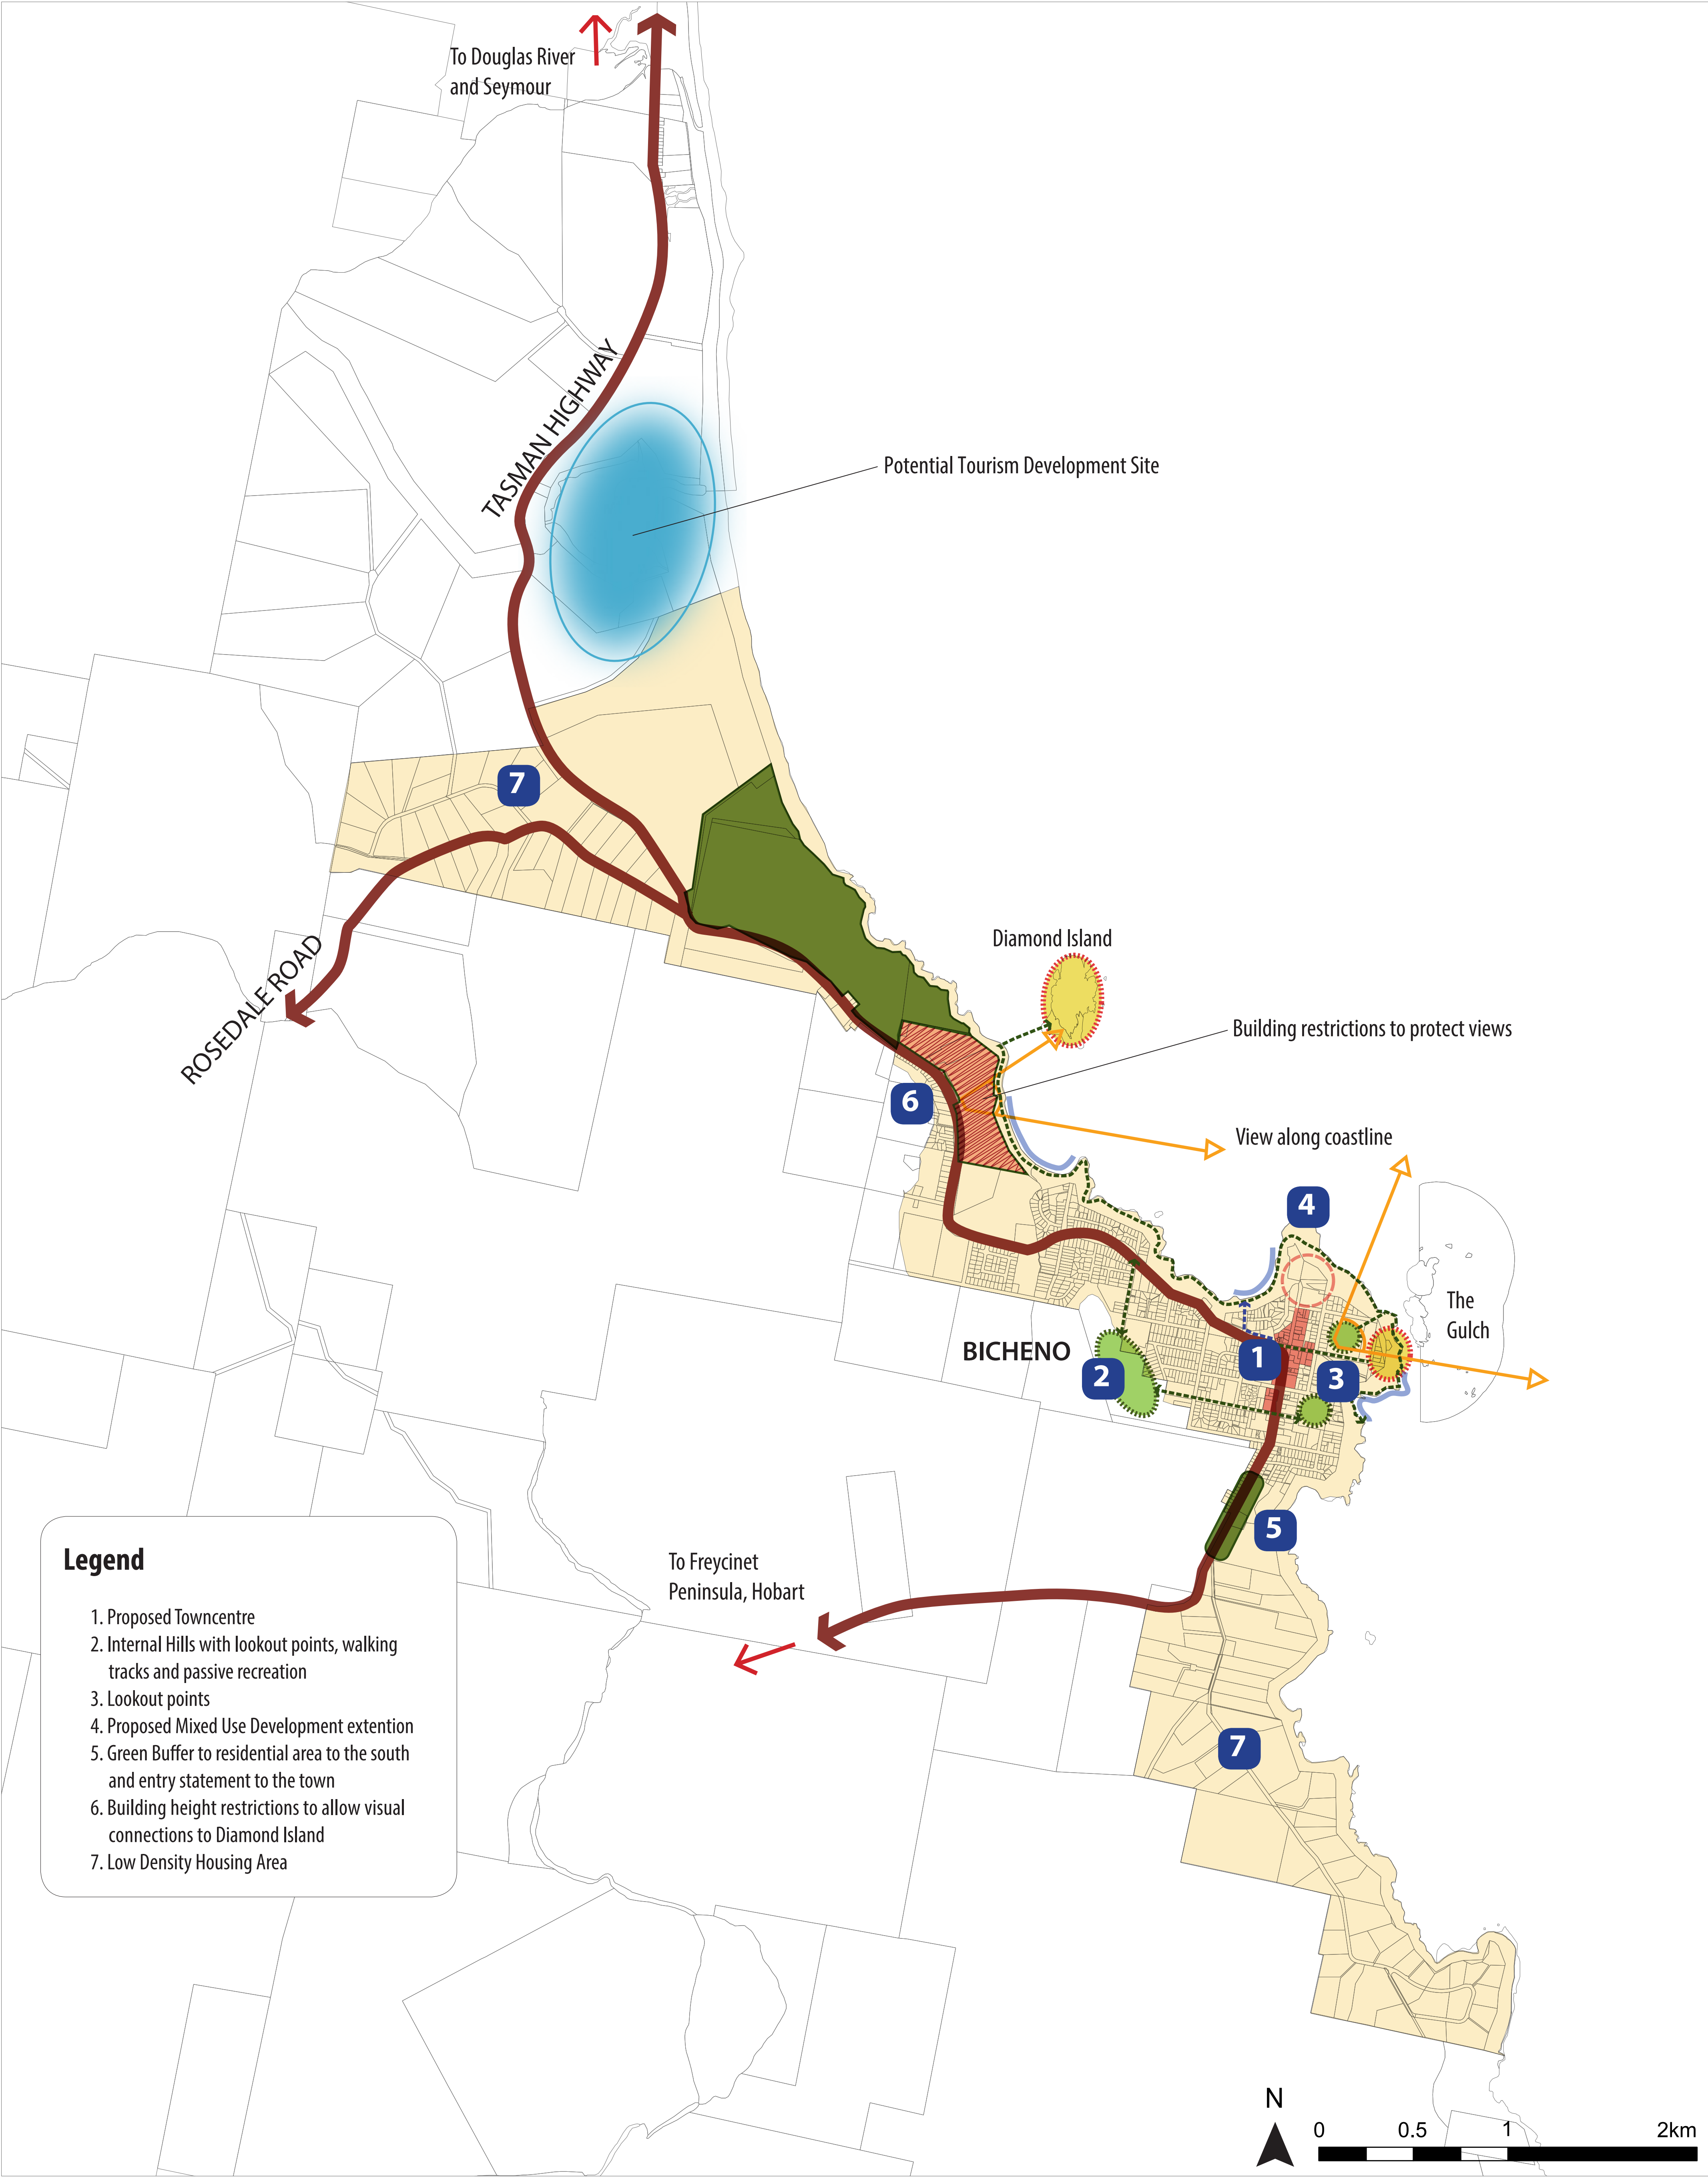 To Douglas River
and Seymour
TASMAN HIGHWAY
Potential Tourism Development Site
7
Diamond Island
ROSEDALE ROAD
Building restrictions to protect views
6
View along coastline
4
The
Gulch
BICHENO
1
2
3
5
To Freycinet
Peninsula, Hobart
7
Legend
1. Proposed Towncentre
2. Internal Hills with lookout points, walking
tracks and passive recreation
3. Lookout points
4. Proposed Mixed Use Development extention
5. Green Buffer to residential area to the south
and entry statement to the town
6. Building height restrictions to allow visual
connections to Diamond Island
7. Low Density Housing Area
N
0 0.5 1 2km